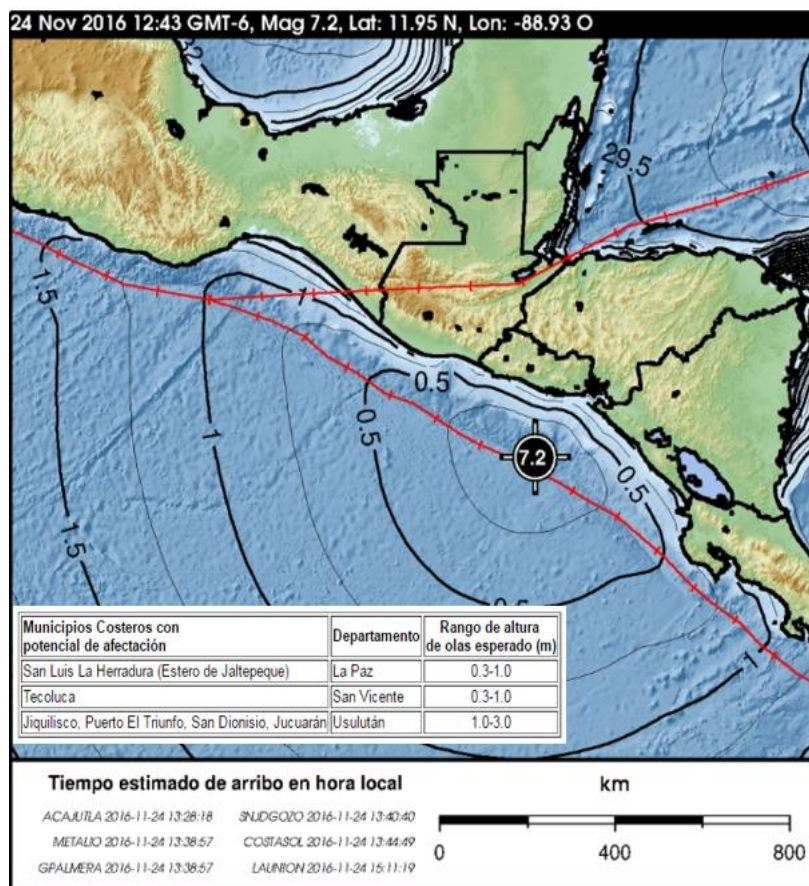 24 Nov 2016 12:43 GMT-6, Mag 7.2, Lat: 11.95 N, Lon: -88.93 O
29.5
1.5
1
0.5
0.5
7.2
1
0.5
0.5
1.5
0.5
1
Municipios Costeros con
potencial de afectación
Departamento
Rango de altura
de olas esperado (m)
San Luis La Herradura (Estero de Jaltepeque) La Paz 0.3-1.0
Tecoluca San Vicente 0.3-1.0
Jiquilisco, Puerto El Triunfo, San Dionisio, Jucuarán Usulután 1.0-3.0
Tiempo estimado de arribo en hora local
ACAJUTLA 2016-11-24 13:28:18 SNJDGOZO 2016-11-24 13:40:40
METALIO 2016-11-24 13:38:57 COSTASOL 2016-11-24 13:44:49
GPALMERA 2016-11-24 13:38:57 LAUNION 2016-11-24 15:11:19
km
0 400 800